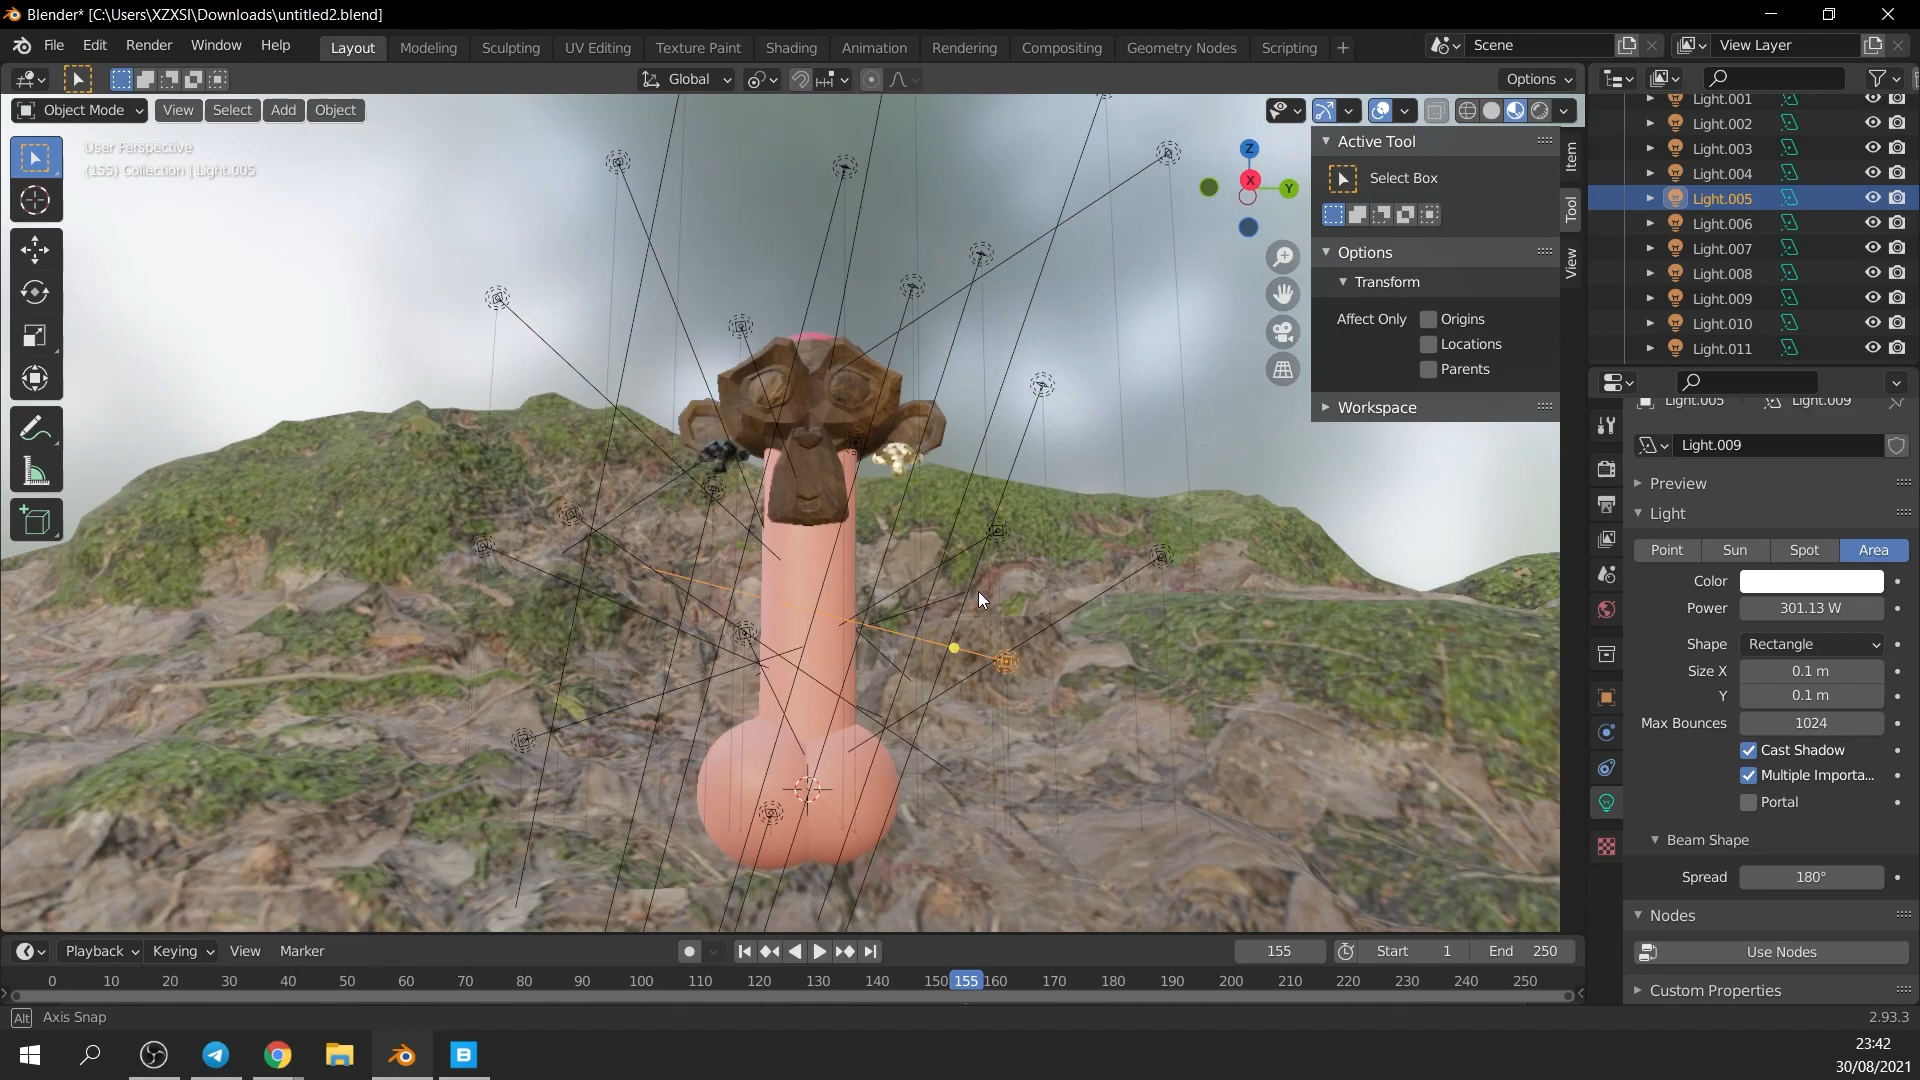 Blender* [C:\Users\XZXSI\Downloads\untitled2.blend]
File Edit Render Window Help Layout Modeling Sculpting UV Editing Texture Paint Shading Animation Rendering Compositing Geometry Nodes Scripting + Scene View Layer
Global Options
Object Mode View Select Add Object
User Perspective
(155) Collection | Light.005
Z
X
Y
Active Tool
Select Box
Options
Transform
Affect Only Origins
Locations
Parents
Workspace
Item
Tool
View
Light.001
Light.002
Light.003
Light.004
Light.005
Light.006
Light.007
Light.008
Light.009
Light.010
Light.011
Light.005 Light.009
Light.009
Preview
Light
Point Sun Spot Area
Color
Power 301.13 W
Shape Rectangle
Size X 0.1 m
Y 0.1 m
Max Bounces 1024
Cast Shadow
Multiple Importa...
Portal
Beam Shape
Spread 180°
Nodes
Use Nodes
Custom Properties
Playback Keying View Marker 155 Start 1 End 250
0 10 20 30 40 50 60 70 80 90 100 110 120 130 140 150 155 160 170 180 190 200 210 220 230 240 250
Alt Axis Snap 2.93.3
23:42
30/08/2021